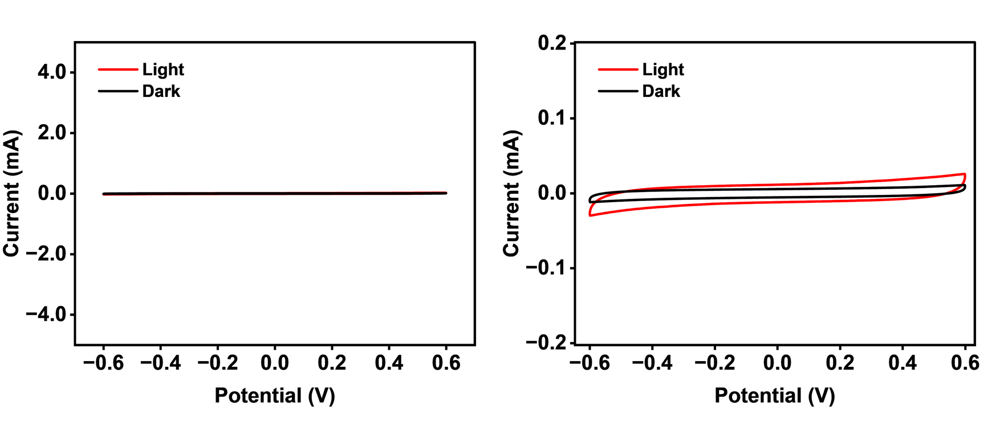 Light
Dark
4.0
2.0
0.0
−2.0
−4.0
Current (mA)
−0.6 −0.4 −0.2 0.0 0.2 0.4 0.6
Potential (V)
Light
Dark
0.2
0.1
0.0
−0.1
−0.2
Current (mA)
−0.6 −0.4 −0.2 0.0 0.2 0.4 0.6
Potential (V)